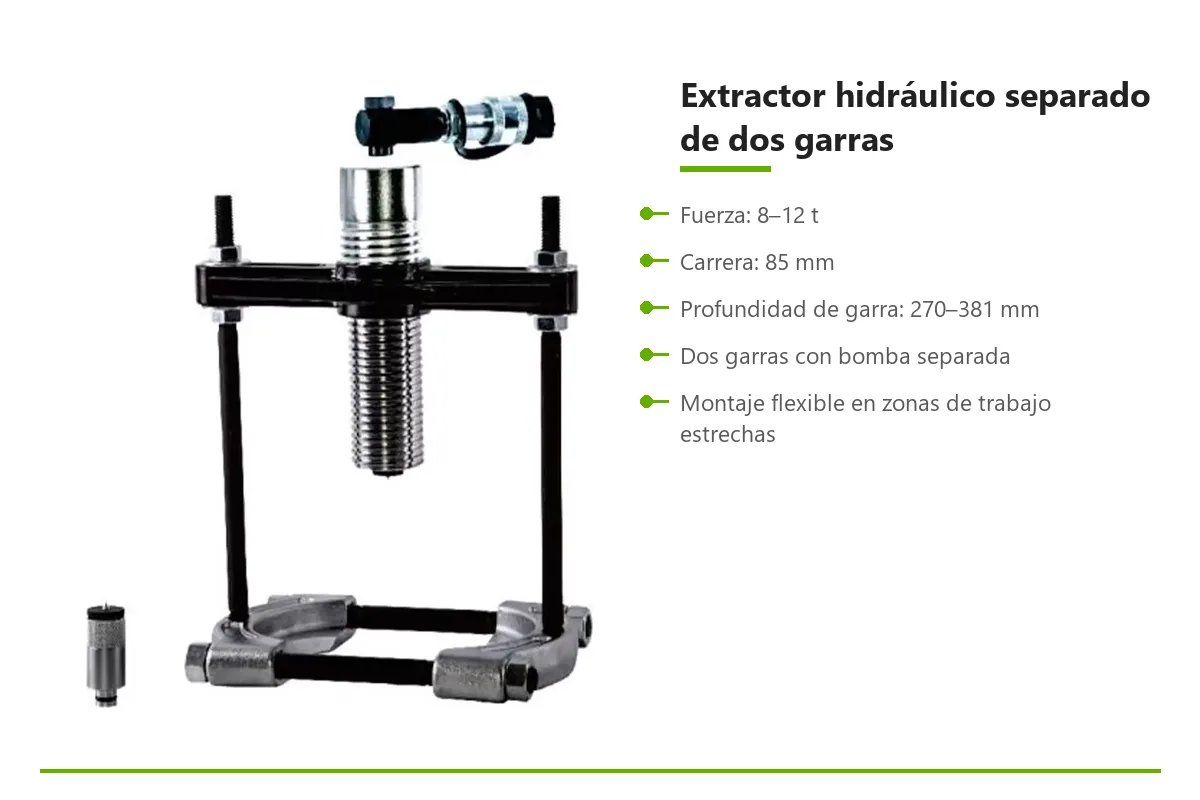 Extractor hidráulico separado
de dos garras
Fuerza: 8–12 t
Carrera: 85 mm
Profundidad de garra: 270–381 mm
Dos garras con bomba separada
Montaje flexible en zonas de trabajo
estrechas